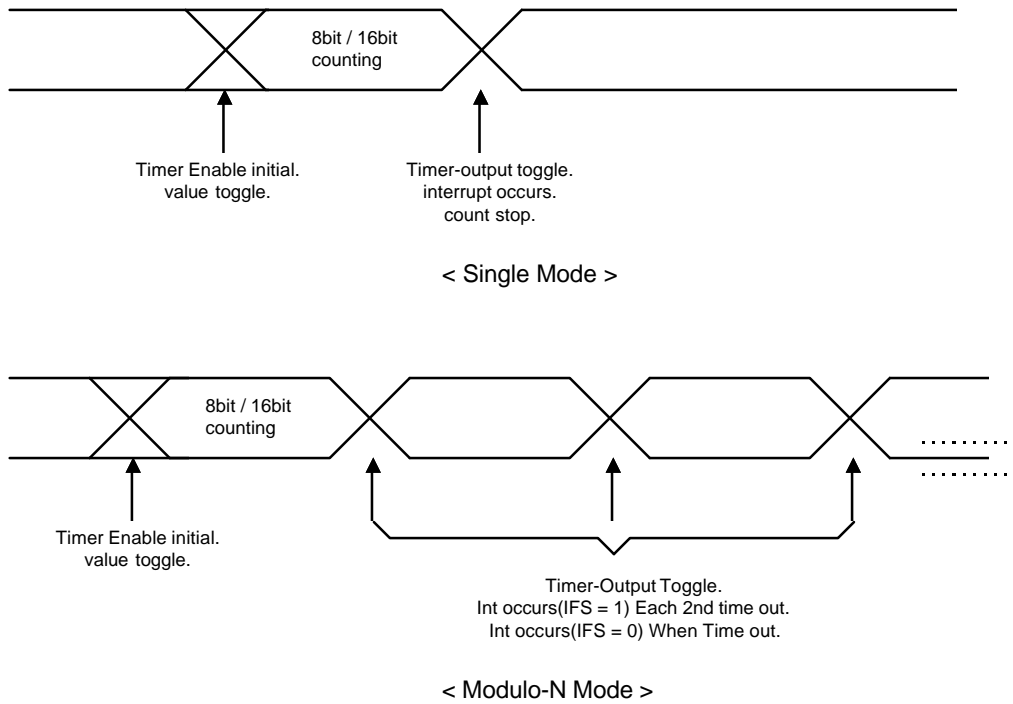 8bit / 16bit
counting
Timer Enable initial.
value toggle.
Timer-output toggle.
interrupt occurs.
count stop.
< Single Mode >
8bit / 16bit
counting
Timer Enable initial.
value toggle.
Timer-Output Toggle.
Int occurs(IFS = 1) Each 2nd time out.
Int occurs(IFS = 0) When Time out.
< Modulo-N Mode >